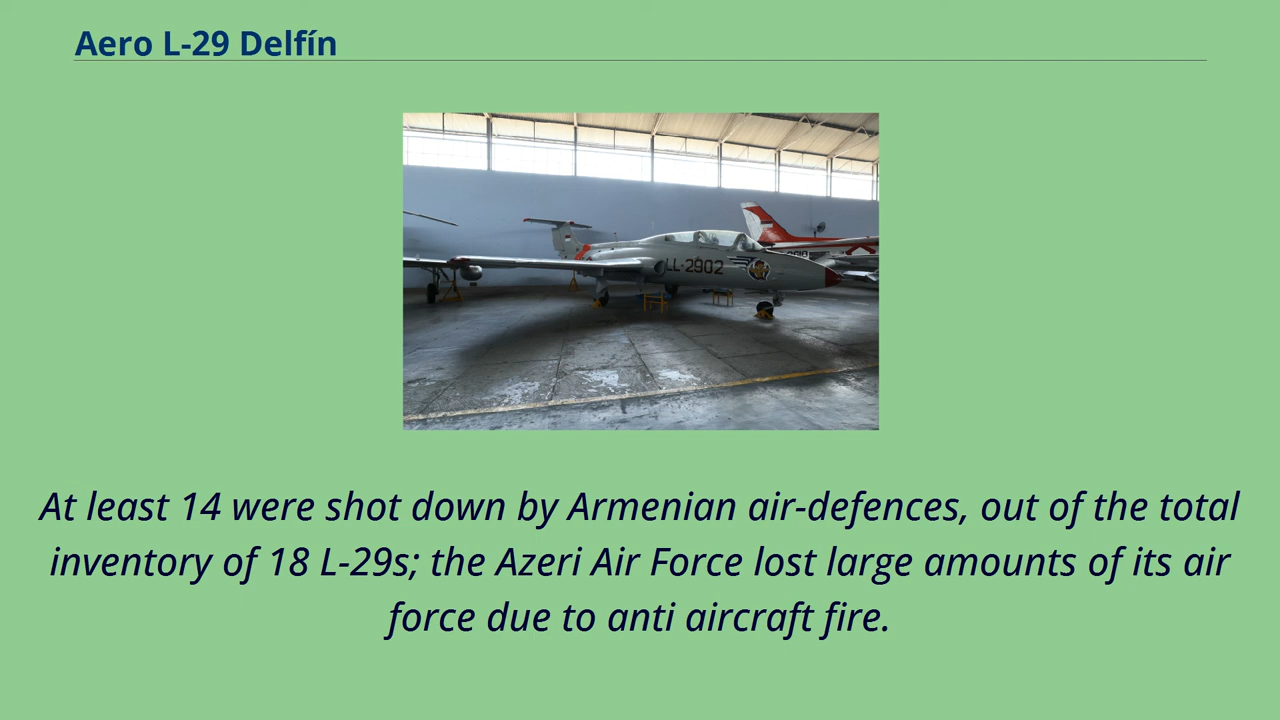 Aero L-29 Delfín
LL-2902
At least 14 were shot down by Armenian air-defences, out of the total
inventory of 18 L-29s; the Azeri Air Force lost large amounts of its air
force due to anti aircraft fire.